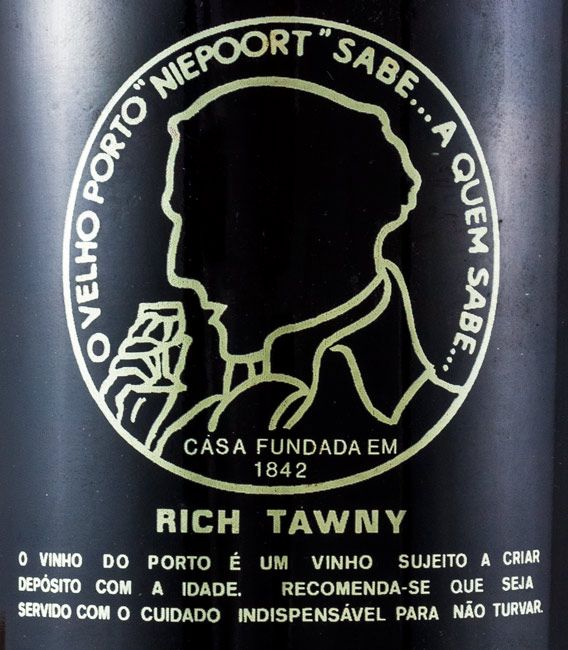 O VELHO PORTO "NIEPOORT" SABE... A QUEM SABE...
CASA FUNDADA EM
1842
RICH TAWNY
O VINHO DO PORTO É UM VINHO SUJEITO A CRIAR
DEPÓSITO COM A IDADE. RECOMENDA-SE QUE SEJA
SERVIDO COM O CUIDADO INDISPENSÁVEL PARA NÃO TURVAR.